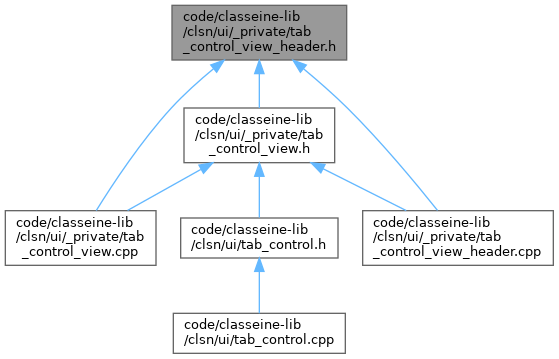 code/classeine-lib
/clsn/ui/_private/tab
_control_view_header.h
code/classeine-lib
/clsn/ui/_private/tab
_control_view.h
code/classeine-lib
/clsn/ui/_private/tab
_control_view.cpp
code/classeine-lib
/clsn/ui/tab_control.h
code/classeine-lib
/clsn/ui/_private/tab
_control_view_header.cpp
code/classeine-lib
/clsn/ui/tab_control.cpp